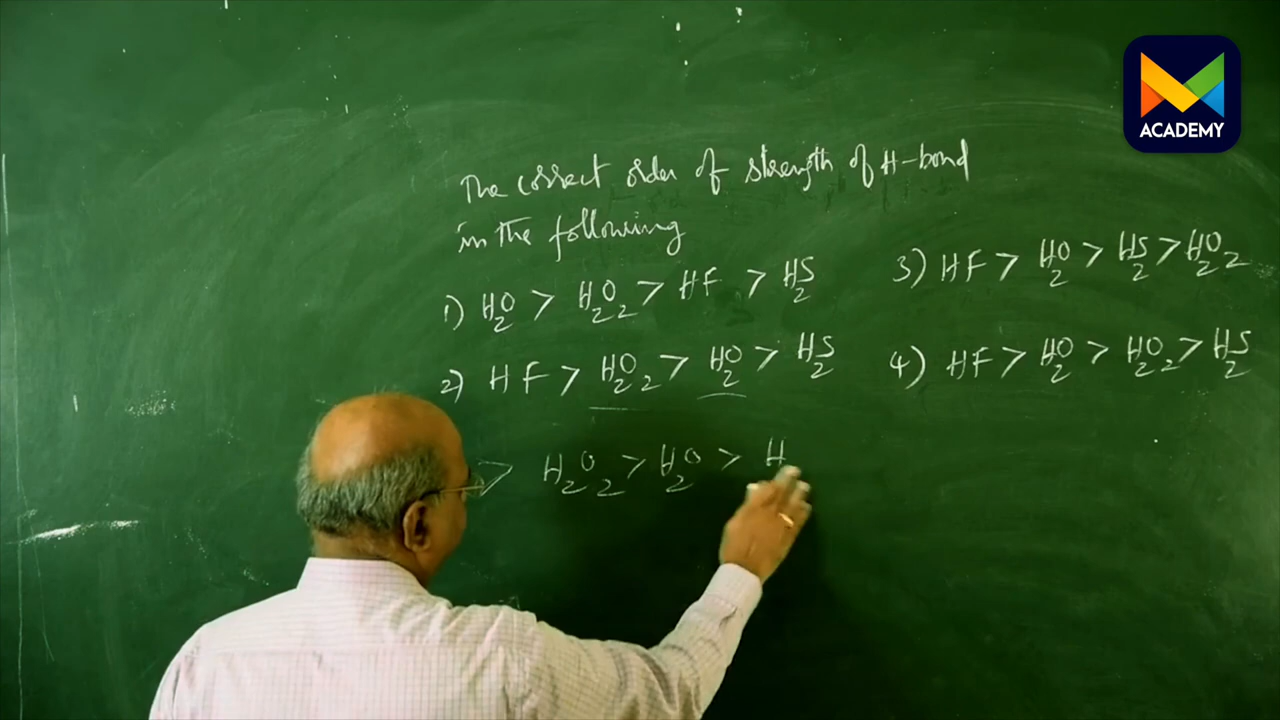 ACADEMY
The correct order of strength of H-bond
in the following
1) H₂O > H₂O₂ > HF > H₂S
2) HF > H₂O₂ > H₂O > H₂S
3) HF > H₂O > H₂S > H₂O₂
4) HF > H₂O > H₂O₂ > H₂S
> H₂O₂ > H₂O > H